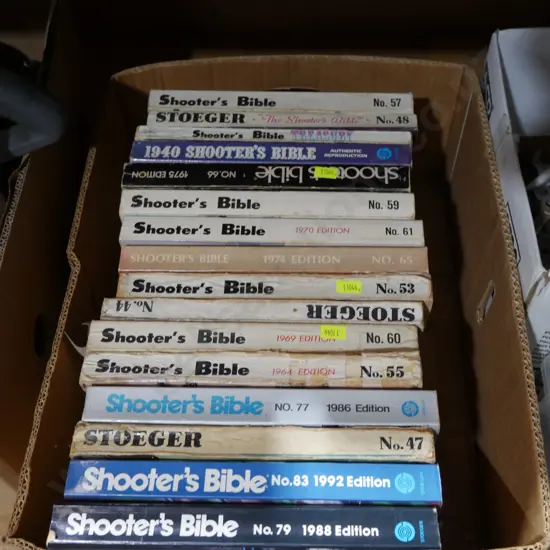 Shooter's Bible No. 57
STOEGER "The Shooter's Bible" No. 48
Shooter's Bible TREASURY
1940 SHOOTER'S BIBLE AUTHENTIC REPRODUCTION
shooter's bible NO. 66 1975 EDITION
Shooter's Bible No. 59
Shooter's Bible 1970 EDITION No. 61
SHOOTER'S BIBLE 1974 EDITION NO. 65
Shooter's Bible No. 53
STOEGER No. 44
Shooter's Bible 1969 EDITION No. 60
Shooter's Bible 1964 EDITION No. 55
Shooter's Bible NO. 77 1986 Edition
STOEGER No. 47
Shooter's Bible No. 83 1992 Edition
Shooter's Bible No. 79 1988 Edition